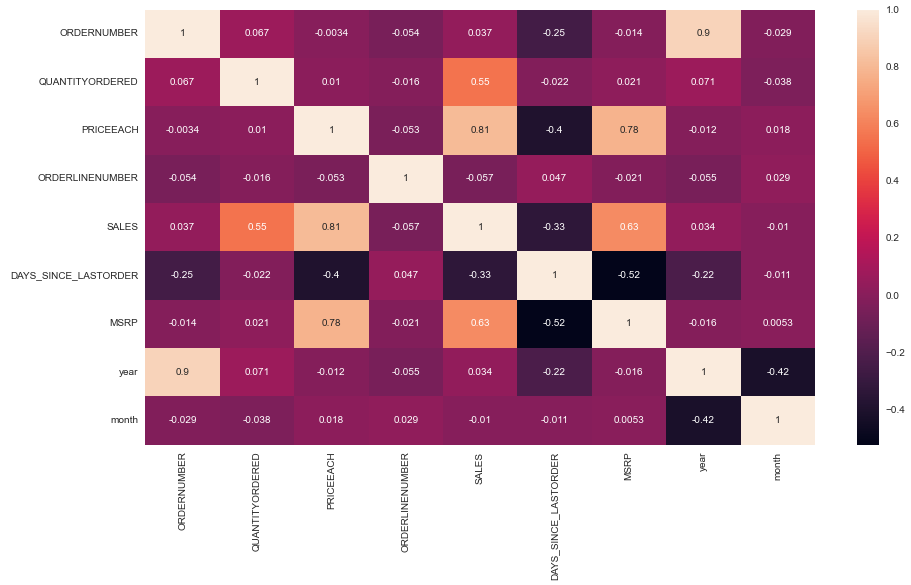 ORDERNUMBER 1 0.067 -0.0034 -0.054 0.037 -0.25 -0.014 0.9 -0.029
QUANTITYORDERED 0.067 1 0.01 -0.016 0.55 -0.022 0.021 0.071 -0.038
PRICEEACH -0.0034 0.01 1 -0.053 0.81 -0.4 0.78 -0.012 0.018
ORDERLINENUMBER -0.054 -0.016 -0.053 1 -0.057 0.047 -0.021 -0.055 0.029
SALES 0.037 0.55 0.81 -0.057 1 -0.33 0.63 0.034 -0.01
DAYS_SINCE_LASTORDER -0.25 -0.022 -0.4 0.047 -0.33 1 -0.52 -0.22 -0.011
MSRP -0.014 0.021 0.78 -0.021 0.63 -0.52 1 -0.016 0.0053
year 0.9 0.071 -0.012 -0.055 0.034 -0.22 -0.016 1 -0.42
month -0.029 -0.038 0.018 0.029 -0.01 -0.011 0.0053 -0.42 1
ORDERNUMBER
QUANTITYORDERED
PRICEEACH
ORDERLINENUMBER
SALES
DAYS_SINCE_LASTORDER
MSRP
year
month
1.0
0.8
0.6
0.4
0.2
0.0
−0.2
−0.4